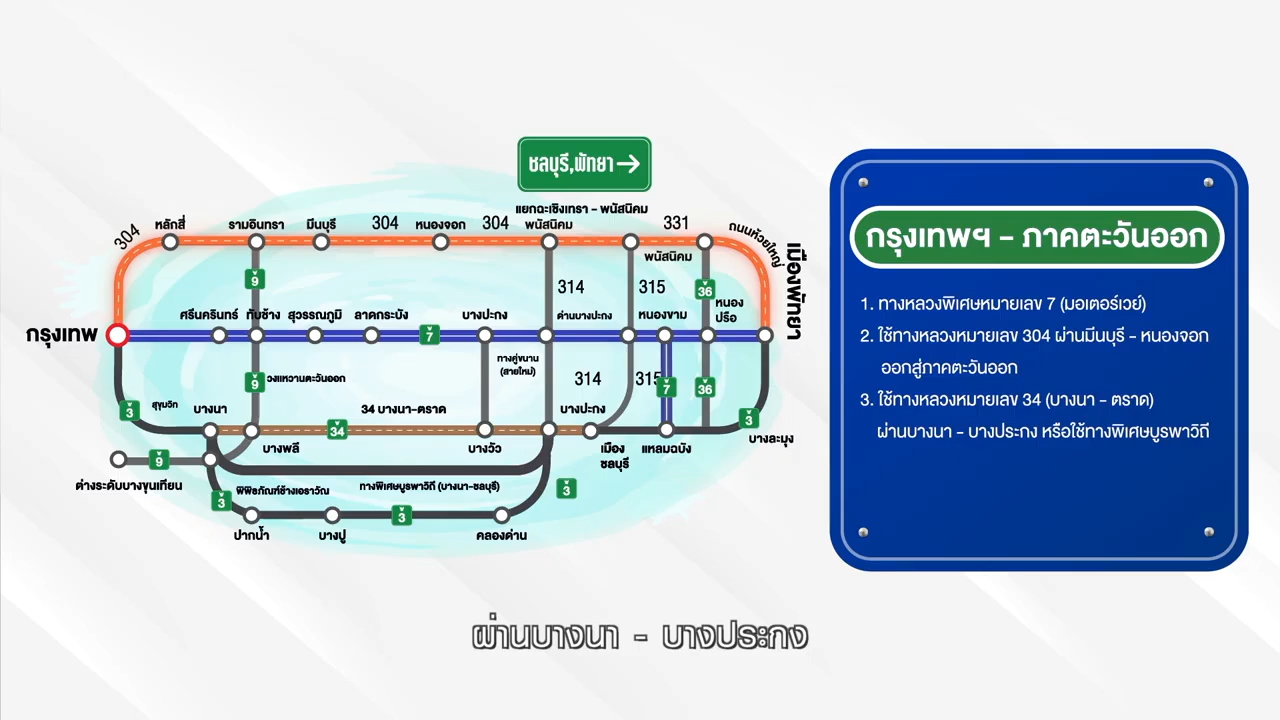 ชลบุรี,พัทยา
แยกฉะเชิงเทรา - พนัสนิคม
304
หลักสี่
รามอินทรา
มีนบุรี
304
หนองจอก
304
พนัสนิคม
331
ถนนห้วยใหญ่
พนัสนิคม
เมืองพัทยา
9
314
315
36
หนอง
ปรือ
ศรีนครินทร์
ทับช้าง
สุวรรณภูมิ
ลาดกระบัง
บางปะกง
ด่านบางปะกง
หนองขาม
กรุงเทพ
7
ทางคู่ขนาน
(สายใหม่)
9
วงแหวานตะวันออก
314
315
7
36
3
สุขุมวิท
บางนา
34 บางนา-ตราด
บางปะกง
3
34
บางละมุง
บางพลี
บางวัว
เมือง
ชลบุรี
แหลมฉบัง
9
ต่างระดับบางขุนเทียน
3
พิพิธภัณฑ์ช้างเอราวัณ
ทางพิเศษบูรพาวิถี (บางนา-ชลบุรี)
3
3
ปากน้ำ
บางปู
คลองด่าน
กรุงเทพฯ - ภาคตะวันออก
1. ทางหลวงพิเศษหมายเลข 7 (มอเตอร์เวย์)
2. ใช้ทางหลวงหมายเลข 304 ผ่านมีนบุรี - หนองจอก
ออกสู่ภาคตะวันออก
3. ใช้ทางหลวงหมายเลข 34 (บางนา - ตราด)
ผ่านบางนา - บางปะกง หรือใช้ทางพิเศษบูรพาวิถี
ผ่านบางนา - บางประกง